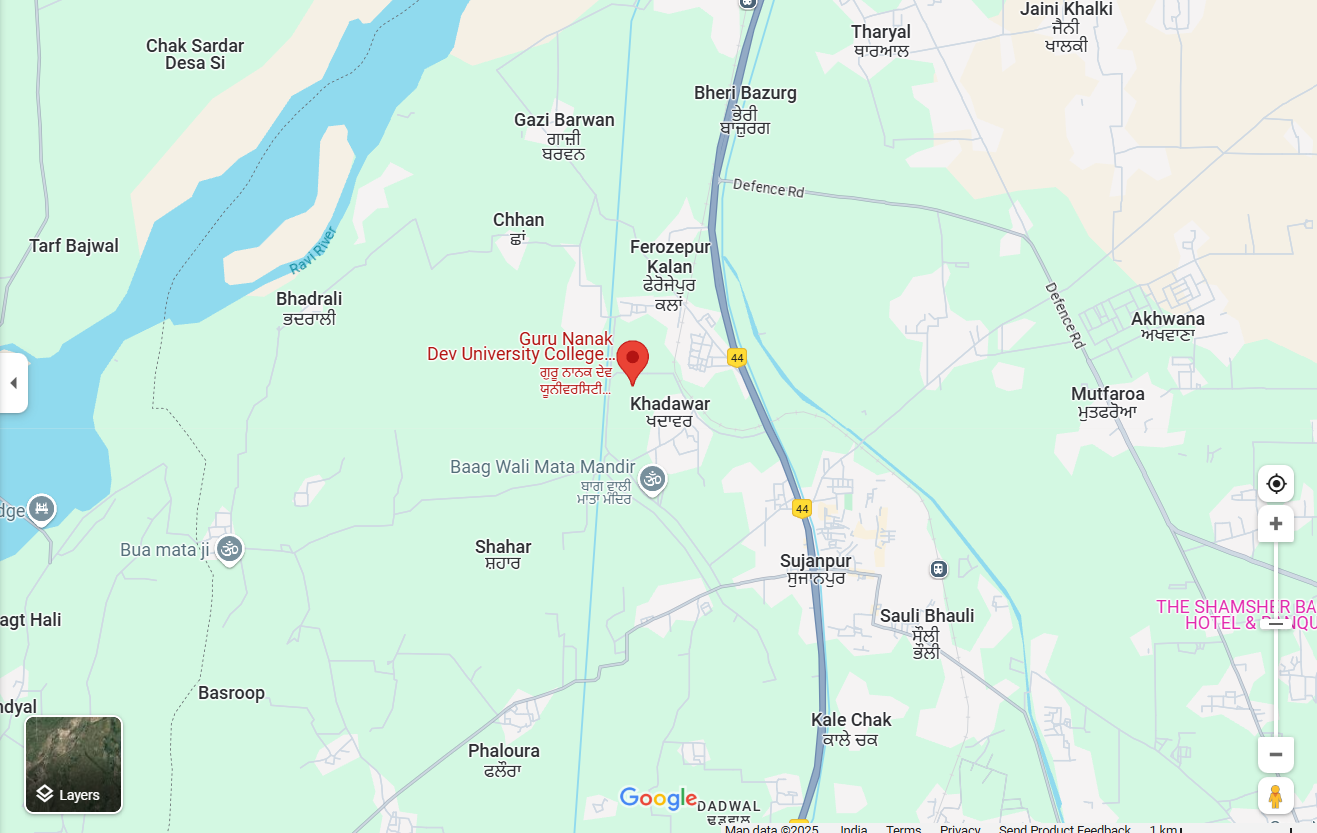 Jaini Khalki
ਜੈਨੀ
ਖਾਲਕੀ
Tharyal
ਥਾਰਆਲ
Chak Sardar
Desa Si
Bheri Bazurg
ਭੇਰੀ
ਬਾਜ਼ੁਰਗ
Gazi Barwan
ਗਾਜ਼ੀ
ਬਰਵਨ
Defence Rd
Chhan
ਛਾਂ
Tarf Bajwal
Ravi River
Ferozepur
Kalan
ਫੇਰੋਜੇਪੁਰ
ਕਲਾਂ
Bhadrali
ਭਦਰਾਲੀ
Defence Rd
Akhwana
ਅਖਵਾਣਾ
Guru Nanak
Dev University College...
ਗੁਰੂ ਨਾਨਕ ਦੇਵ
ਯੂਨੀਵਰਸਿਟੀ...
44
Khadawar
ਖਦਾਵਰ
Mutfaroa
ਮੁਤਫਰੋਆ
Baag Wali Mata Mandir
ਬਾਗ ਵਾਲੀ
ਮਾਤਾ ਮੰਦਿਰ
44
dge
Bua mata ji
Shahar
ਸ਼ਹਾਰ
Sujanpur
ਸੁਜਾਨਪੁਰ
Sauli Bhauli
ਸੌਲੀ
ਭੌਲੀ
THE SHAMSHER BA
HOTEL & BANQU
agt Hali
Basroop
ndyal
Kale Chak
ਕਾਲੇ ਚਕ
Phaloura
ਫਲੌਰਾ
Layers
Google
DADWAL
ਢਡਵਾਲ
Map data ©2025 India Terms Privacy Send Product Feedback 1 km